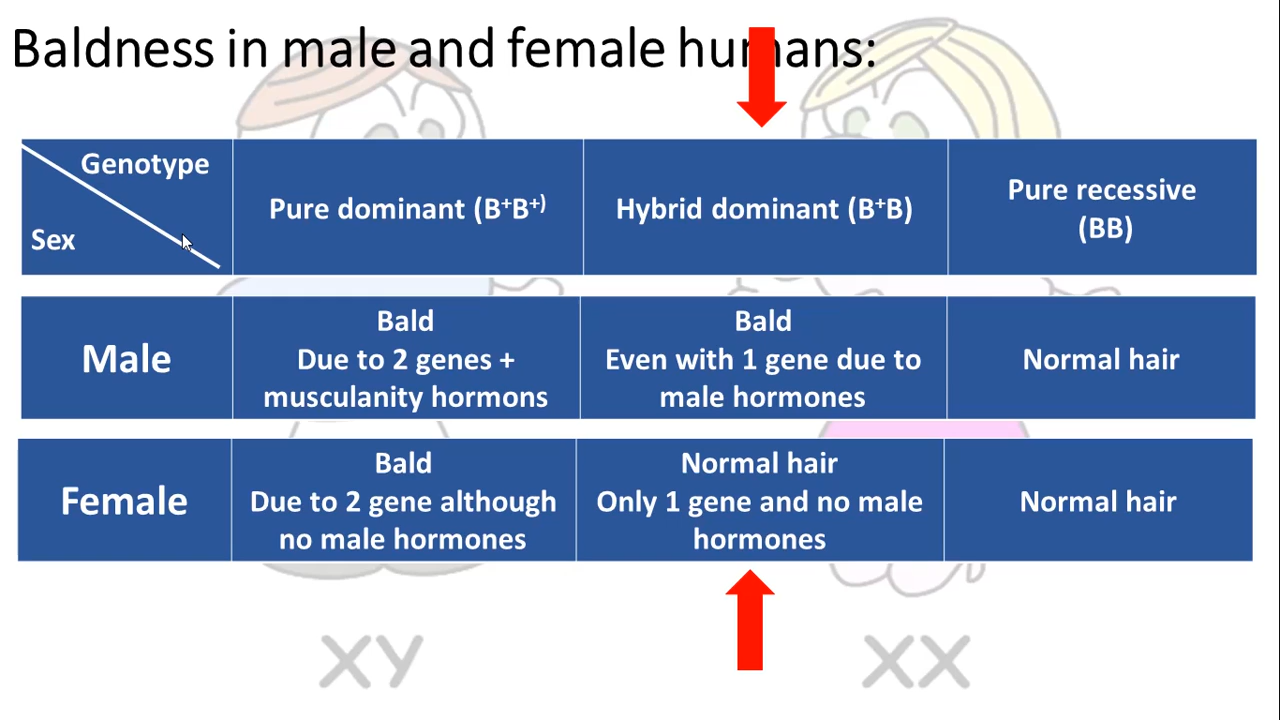 Baldness in male and female humans:
Genotype
Sex
Pure dominant (B⁺B⁺⁾
Hybrid dominant (B⁺B)
Pure recessive
(BB)
Male
Bald
Due to 2 genes +
musculanity hormons
Bald
Even with 1 gene due to
male hormones
Normal hair
Female
Bald
Due to 2 gene although
no male hormones
Normal hair
Only 1 gene and no male
hormones
Normal hair
XY
XX